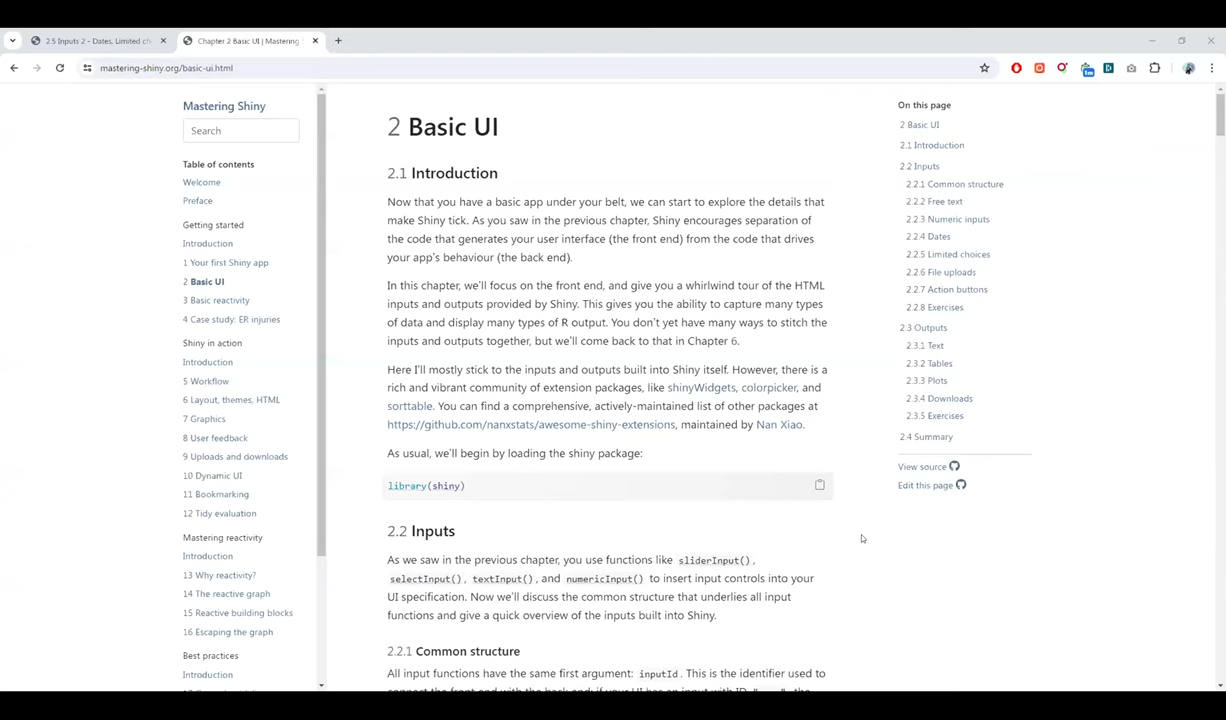 2.5 Inputs 2 - Dates, Limited ch
Chapter 2 Basic UI | Mastering
mastering-shiny.org/basic-ui.html
1m
Mastering Shiny
Search
Table of contents
Welcome
Preface
Getting started
Introduction
1 Your first Shiny app
2 Basic UI
3 Basic reactivity
4 Case study: ER injuries
Shiny in action
Introduction
5 Workflow
6 Layout, themes, HTML
7 Graphics
8 User feedback
9 Uploads and downloads
10 Dynamic UI
11 Bookmarking
12 Tidy evaluation
Mastering reactivity
Introduction
13 Why reactivity?
14 The reactive graph
15 Reactive building blocks
16 Escaping the graph
Best practices
Introduction
2 Basic UI
2.1 Introduction
Now that you have a basic app under your belt, we can start to explore the details that
make Shiny tick. As you saw in the previous chapter, Shiny encourages separation of
the code that generates your user interface (the front end) from the code that drives
your app's behaviour (the back end).
In this chapter, we'll focus on the front end, and give you a whirlwind tour of the HTML
inputs and outputs provided by Shiny. This gives you the ability to capture many types
of data and display many types of R output. You don't yet have many ways to stitch the
inputs and outputs together, but we'll come back to that in Chapter 6.
Here I'll mostly stick to the inputs and outputs built into Shiny itself. However, there is a
rich and vibrant community of extension packages, like shinyWidgets, colorpicker, and
sorttable. You can find a comprehensive, actively-maintained list of other packages at
https://github.com/nanxstats/awesome-shiny-extensions, maintained by Nan Xiao.
As usual, we'll begin by loading the shiny package:
library(shiny)
2.2 Inputs
As we saw in the previous chapter, you use functions like sliderInput(),
selectInput(), textInput(), and numericInput() to insert input controls into your
UI specification. Now we'll discuss the common structure that underlies all input
functions and give a quick overview of the inputs built into Shiny.
2.2.1 Common structure
All input functions have the same first argument: inputId. This is the identifier used to
connect the front end with the back end: if your UI has an input with ID
On this page
2 Basic UI
2.1 Introduction
2.2 Inputs
2.2.1 Common structure
2.2.2 Free text
2.2.3 Numeric inputs
2.2.4 Dates
2.2.5 Limited choices
2.2.6 File uploads
2.2.7 Action buttons
2.2.8 Exercises
2.3 Outputs
2.3.1 Text
2.3.2 Tables
2.3.3 Plots
2.3.4 Downloads
2.3.5 Exercises
2.4 Summary
View source
Edit this page